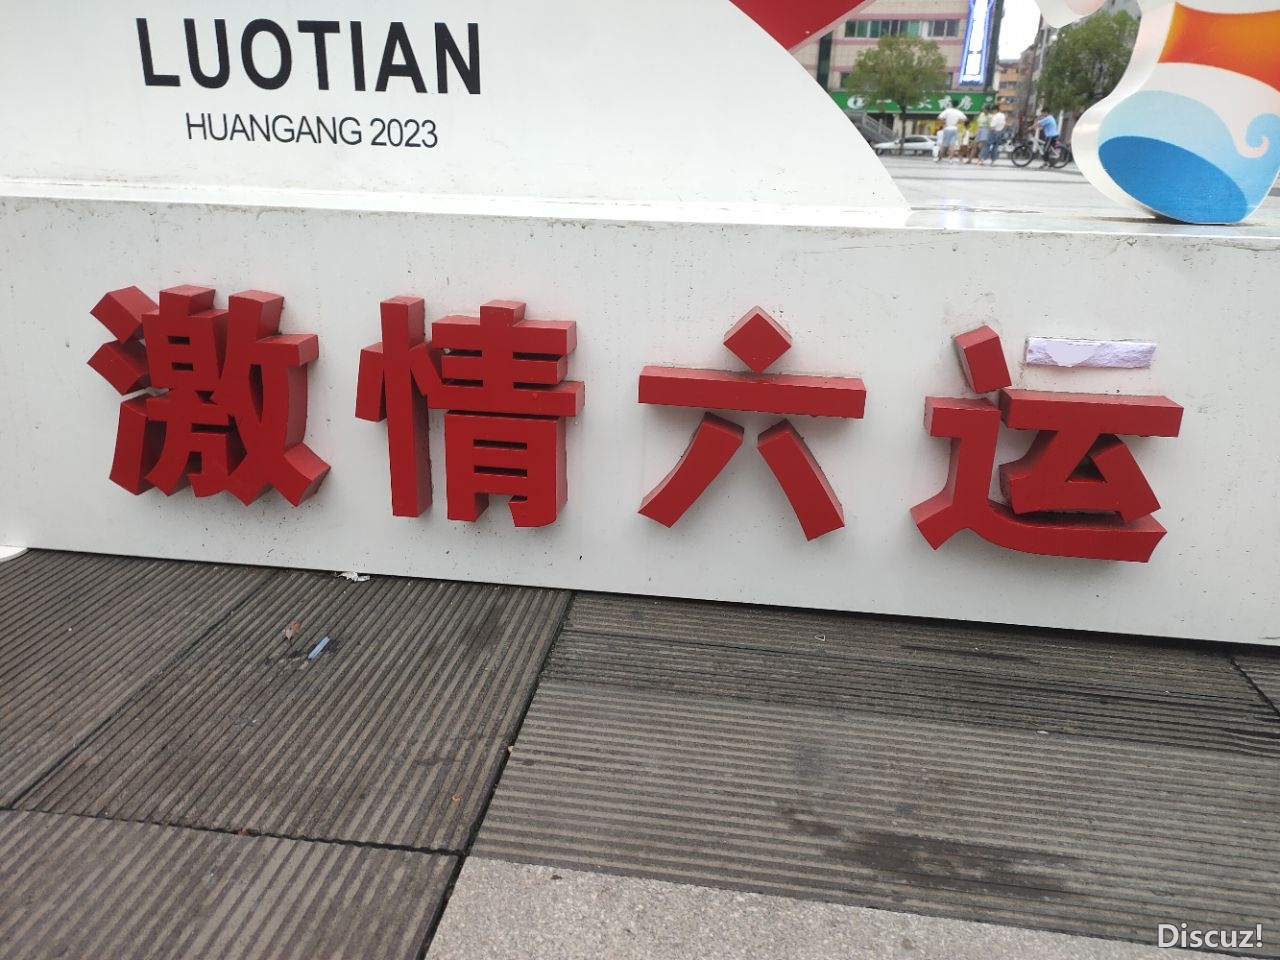 LUOTIAN
HUANGANG 2023
激情六运
Discuz!